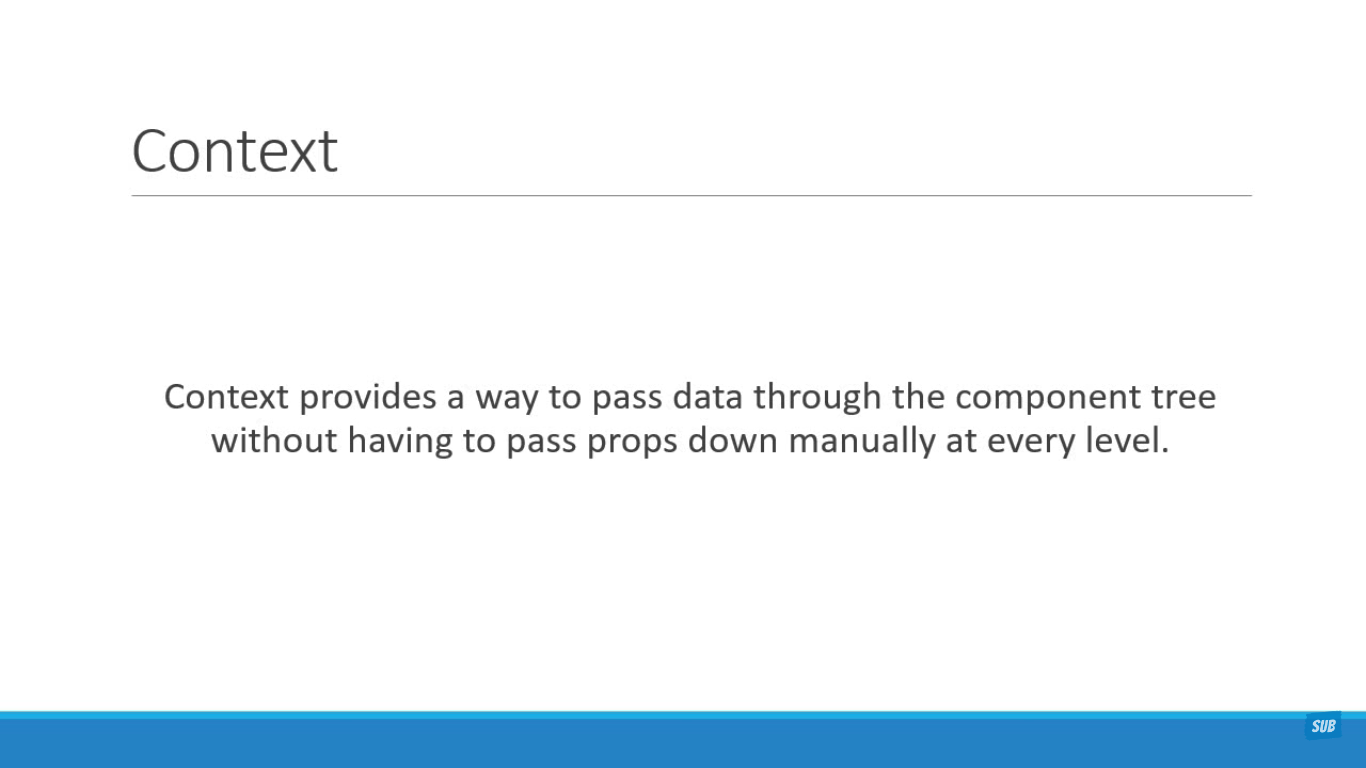 Context
Context provides a way to pass data through the component tree
without having to pass props down manually at every level.
SUB